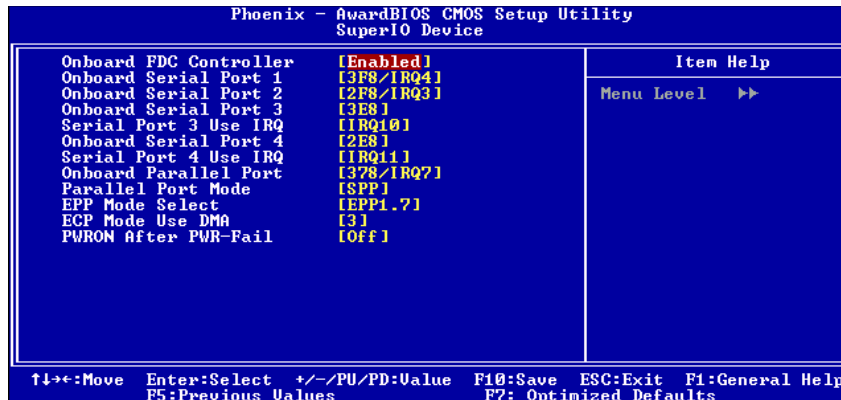 Phoenix - AwardBIOS CMOS Setup Utility
SuperIO Device
Onboard FDC Controller [Enabled]
Onboard Serial Port 1 [3F8/IRQ4]
Onboard Serial Port 2 [2F8/IRQ3]
Onboard Serial Port 3 [3E8]
Serial Port 3 Use IRQ [IRQ10]
Onboard Serial Port 4 [2E8]
Serial Port 4 Use IRQ [IRQ11]
Onboard Parallel Port [378/IRQ7]
Parallel Port Mode [SPP]
EPP Mode Select [EPP1.7]
ECP Mode Use DMA [3]
PWRON After PWR-Fail [Off]
Item Help
Menu Level ▶▶
↑↓→←:Move Enter:Select +/-/PU/PD:Value F10:Save ESC:Exit F1:General Help
F5:Previous Values F7: Optimized Defaults